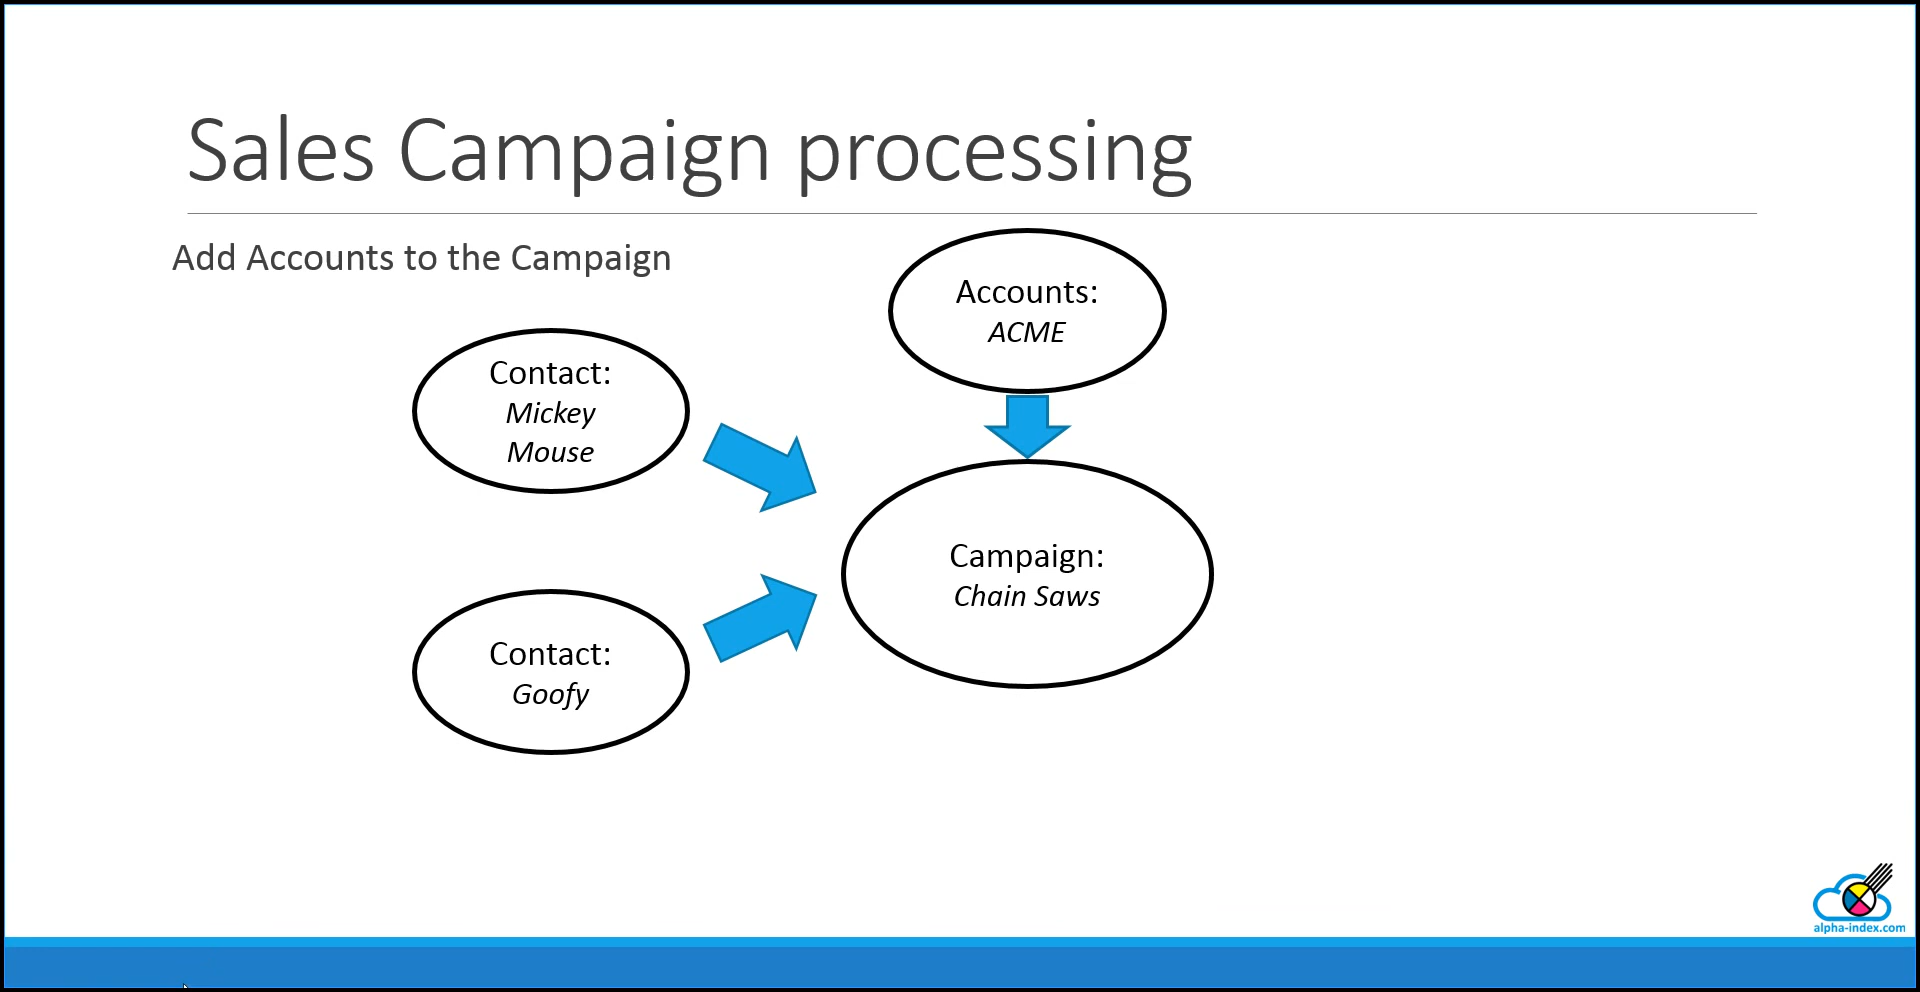 Sales Campaign processing
Add Accounts to the Campaign
Accounts:
ACME
Contact:
Mickey
Mouse
Campaign:
Chain Saws
Contact:
Goofy
alpha-index.com